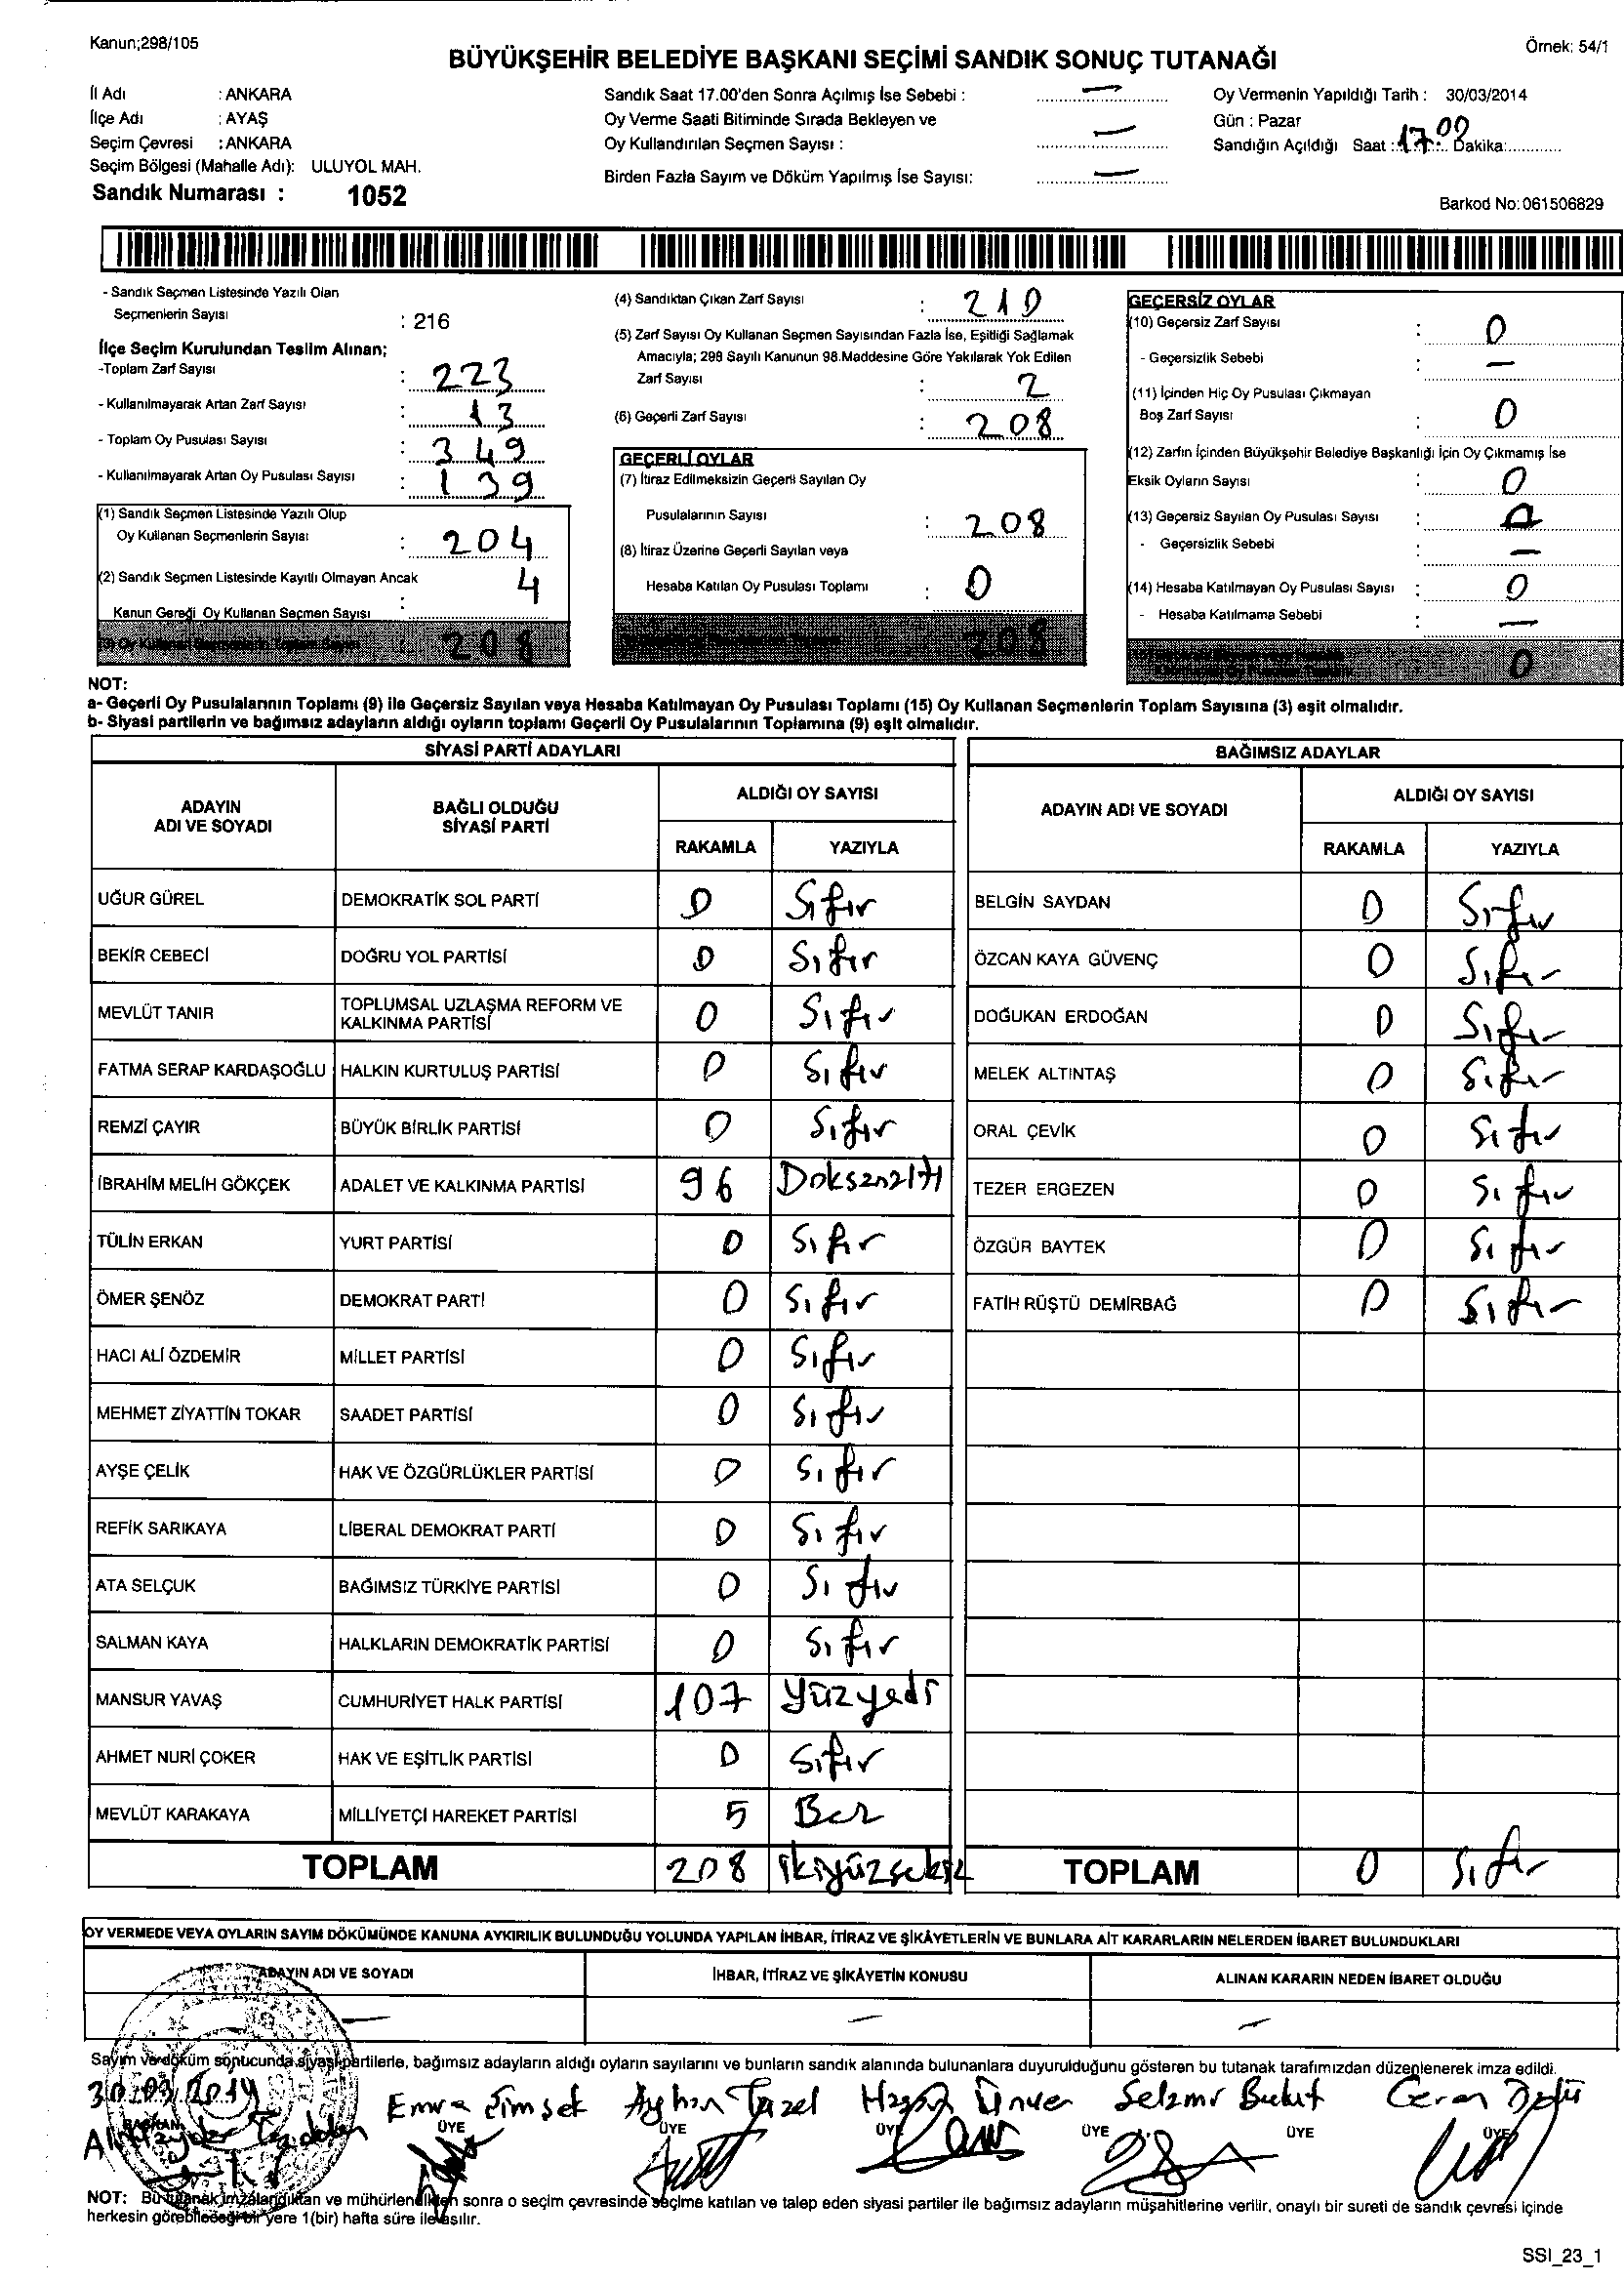 Kanun;298/105
Örnek: 54/1
BÜYÜKŞEHİR BELEDİYE BAŞKANI SEÇİMİ SANDIK SONUÇ TUTANAĞI
İl Adı : ANKARA
İlçe Adı : AYAŞ
Seçim Çevresi : ANKARA
Seçim Bölgesi (Mahalle Adı): ULUYOL MAH.
Sandık Numarası : 1052
Sandık Saat 17.00'den Sonra Açılmış İse Sebebi : —
Oy Verme Saati Bitiminde Sırada Bekleyen ve
Oy Kullandırılan Seçmen Sayısı : —
Birden Fazla Sayım ve Döküm Yapılmış İse Sayısı: —
Oy Vermenin Yapıldığı Tarih : 30/03/2014
Gün : Pazar
Sandığın Açıldığı Saat : 17.00 Dakika:
Barkod No:061506829
- Sandık Seçmen Listesinde Yazılı Olan
Seçmenlerin Sayısı : 216
İlçe Seçim Kurulundan Teslim Alınan;
-Toplam Zarf Sayısı : 223
- Kullanılmayarak Artan Zarf Sayısı : 13
- Toplam Oy Pusulası Sayısı : 349
- Kullanılmayarak Artan Oy Pusulası Sayısı : 139
(1) Sandık Seçmen Listesinde Yazılı Olup
Oy Kullanan Seçmenlerin Sayısı : 204
(2) Sandık Seçmen Listesinde Kayıtlı Olmayan Ancak
Kanun Gereği Oy Kullanan Seçmen Sayısı : 4
(3) Oy Kullanan Seçmenlerin Toplam Sayısı : 208
(4) Sandıktan Çıkan Zarf Sayısı : 210
(5) Zarf Sayısı Oy Kullanan Seçmen Sayısından Fazla İse, Eşitliği Sağlamak
Amacıyla; 298 Sayılı Kanunun 98.Maddesine Göre Yakılarak Yok Edilen
Zarf Sayısı : 2
(6) Geçerli Zarf Sayısı : 208
GEÇERLİ OYLAR
(7) İtiraz Edilmeksizin Geçerli Sayılan Oy
Pusulalarının Sayısı : 208
(8) İtiraz Üzerine Geçerli Sayılan veya
Hesaba Katılan Oy Pusulası Toplamı : 0
208
GEÇERSİZ OYLAR
(10) Geçersiz Zarf Sayısı : 0
- Geçersizlik Sebebi : —
(11) İçinden Hiç Oy Pusulası Çıkmayan
Boş Zarf Sayısı : 0
(12) Zarfın İçinden Büyükşehir Belediye Başkanlığı İçin Oy Çıkmamış İse
Eksik Oyların Sayısı : 0
(13) Geçersiz Sayılan Oy Pusulası Sayısı : 0
- Geçersizlik Sebebi : —
(14) Hesaba Katılmayan Oy Pusulası Sayısı : 0
- Hesaba Katılmama Sebebi : —
0
NOT:
a- Geçerli Oy Pusulalarının Toplamı (9) ile Geçersiz Sayılan veya Hesaba Katılmayan Oy Pusulası Toplamı (15) Oy Kullanan Seçmenlerin Toplam Sayısına (3) eşit olmalıdır.
b- Siyasi partilerin ve bağımsız adayların aldığı oyların toplamı Geçerli Oy Pusulalarının Toplamına (9) eşit olmalıdır.
SİYASİ PARTİ ADAYLARI
ADAYIN ADI VE SOYADI BAĞLI OLDUĞU SİYASİ PARTİ ALDIĞI OY SAYISI
RAKAMLA YAZIYLA
UĞUR GÜREL DEMOKRATİK SOL PARTİ 0 Sıfır
BEKİR CEBECİ DOĞRU YOL PARTİSİ 0 Sıfır
MEVLÜT TANIR TOPLUMSAL UZLAŞMA REFORM VE KALKINMA PARTİSİ 0 Sıfır
FATMA SERAP KARDAŞOĞLU HALKIN KURTULUŞ PARTİSİ 0 Sıfır
REMZİ ÇAYIR BÜYÜK BİRLİK PARTİSİ 0 Sıfır
İBRAHİM MELİH GÖKÇEK ADALET VE KALKINMA PARTİSİ 96 Doksanaltı
TÜLİN ERKAN YURT PARTİSİ 0 Sıfır
ÖMER ŞENÖZ DEMOKRAT PARTİ 0 Sıfır
HACI ALİ ÖZDEMİR MİLLET PARTİSİ 0 Sıfır
MEHMET ZİYATTİN TOKAR SAADET PARTİSİ 0 Sıfır
AYŞE ÇELİK HAK VE ÖZGÜRLÜKLER PARTİSİ 0 Sıfır
REFİK SARIKAYA LİBERAL DEMOKRAT PARTİ 0 Sıfır
ATA SELÇUK BAĞIMSIZ TÜRKİYE PARTİSİ 0 Sıfır
SALMAN KAYA HALKLARIN DEMOKRATİK PARTİSİ 0 Sıfır
MANSUR YAVAŞ CUMHURİYET HALK PARTİSİ 107 Yüzyedi
AHMET NURİ ÇOKER HAK VE EŞİTLİK PARTİSİ 0 Sıfır
MEVLÜT KARAKAYA MİLLİYETÇİ HAREKET PARTİSİ 5 Beş
TOPLAM 208 ikiyüzsekiz
BAĞIMSIZ ADAYLAR
ADAYIN ADI VE SOYADI ALDIĞI OY SAYISI
RAKAMLA YAZIYLA
BELGİN SAYDAN 0 Sıfır
ÖZCAN KAYA GÜVENÇ 0 Sıfır
DOĞUKAN ERDOĞAN 0 Sıfır
MELEK ALTINTAŞ 0 Sıfır
ORAL ÇEVİK 0 Sıfır
TEZER ERGEZEN 0 Sıfır
ÖZGÜR BAYTEK 0 Sıfır
FATİH RÜŞTÜ DEMİRBAĞ 0 Sıfır
TOPLAM 0 Sıfır
OY VERMEDE VEYA OYLARIN SAYIM DÖKÜMÜNDE KANUNA AYKIRILIK BULUNDUĞU YOLUNDA YAPILAN İHBAR, İTİRAZ VE ŞİKÂYETLERİN VE BUNLARA AİT KARARLARIN NELERDEN İBARET BULUNDUKLARI
ADAYIN ADI VE SOYADI İHBAR, İTİRAZ VE ŞİKÂYETİN KONUSU ALINAN KARARIN NEDEN İBARET OLDUĞU
— — —
Sayım ve döküm sonucunda siyasi partilerle, bağımsız adayların aldığı oyların sayılarını ve bunların sandık alanında bulunanlara duyurulduğunu gösteren bu tutanak tarafımızdan düzenlenerek imza edildi.
30.03.2014
Emre Şimşek Ayhan Hasan Ünver Bulut Ceren
BAŞKAN ÜYE ÜYE ÜYE ÜYE ÜYE ÜYE
NOT: Bu tutanak imzalandıktan ve mühürlendikten sonra o seçim çevresinde seçime katılan ve talep eden siyasi partiler ile bağımsız adayların müşahitlerine verilir, onaylı bir sureti de sandık çevresi içinde
herkesin görebileceği bir yere 1(bir) hafta süre ile asılır.
SSI_23_1